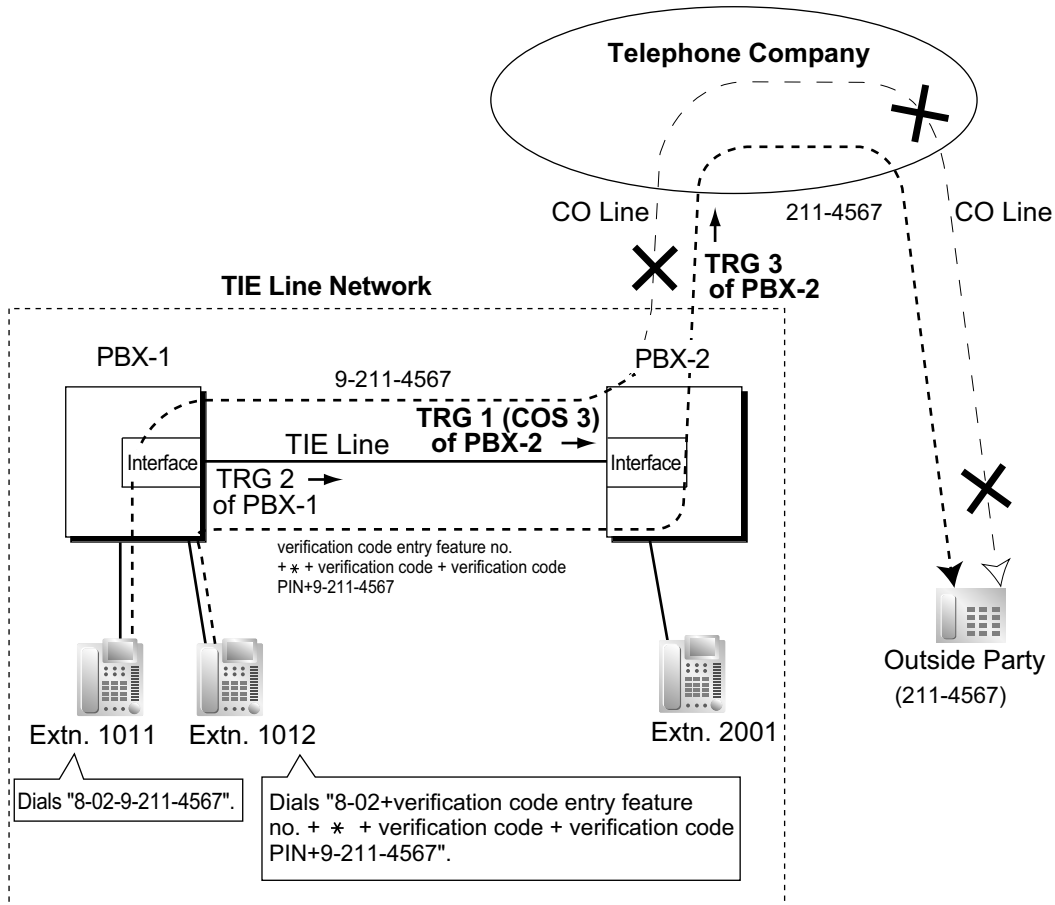 Telephone Company
CO Line
211-4567
CO Line
TRG 3
of PBX-2
TIE Line Network
PBX-1
PBX-2
9-211-4567
TRG 1 (COS 3)
of PBX-2
TIE Line
Interface
Interface
TRG 2
of PBX-1
verification code entry feature no.
+ * + verification code + verification code
PIN+9-211-4567
Outside Party
(211-4567)
Extn. 1011
Extn. 1012
Extn. 2001
Dials "8-02-9-211-4567".
Dials "8-02+verification code entry feature
no. + * + verification code + verification code
PIN+9-211-4567".